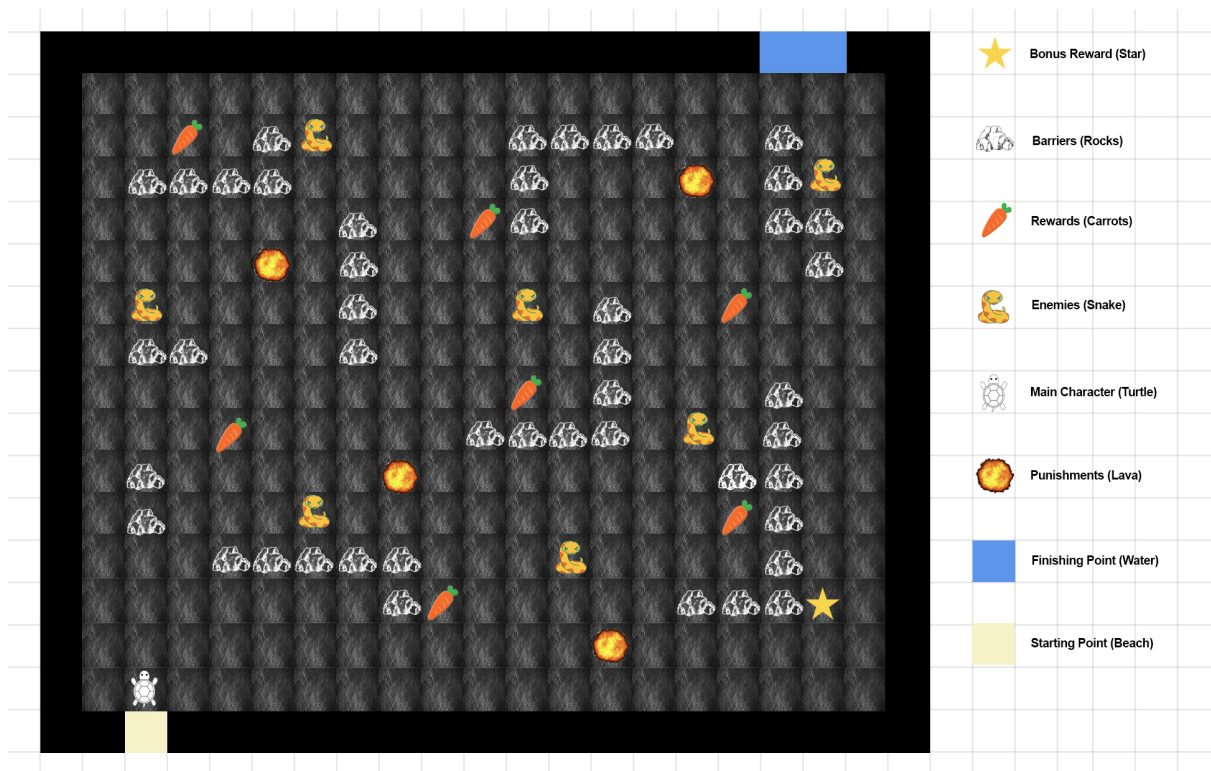 Bonus Reward (Star)
Barriers (Rocks)
Rewards (Carrots)
Enemies (Snake)
Main Character (Turtle)
Punishments (Lava)
Finishing Point (Water)
Starting Point (Beach)